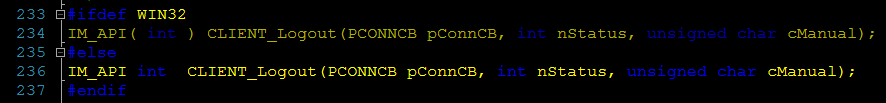 233 #ifdef WIN32
234 IM_API( int ) CLIENT_Logout(PCONNCB pConnCB, int nStatus, unsigned char cManual);
235 #else
236 IM_API int  CLIENT_Logout(PCONNCB pConnCB, int nStatus, unsigned char cManual);
237 #endif